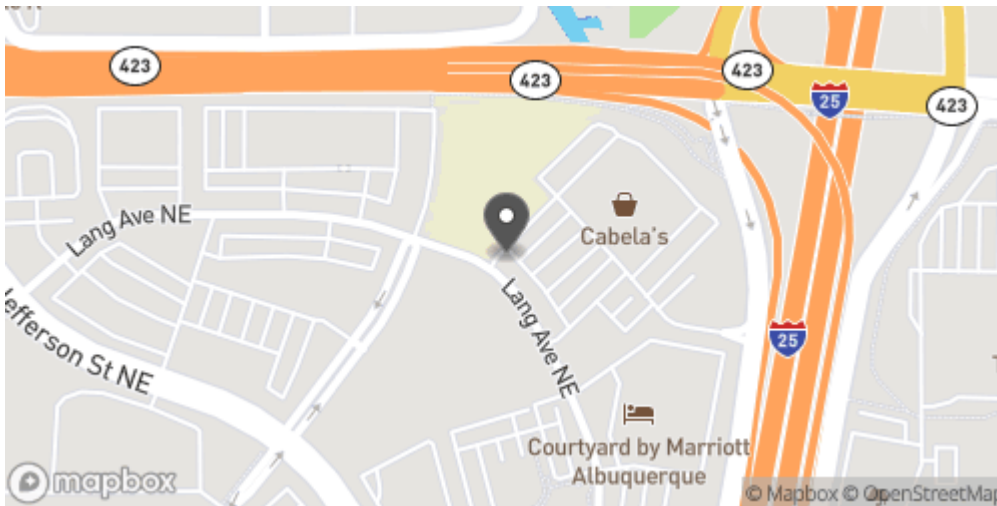 423
423
423
25
423
Cabela's
Lang Ave NE
Lang Ave NE
25
Jefferson St NE
Courtyard by Marriott
Albuquerque
mapbox
© Mapbox © OpenStreetMap